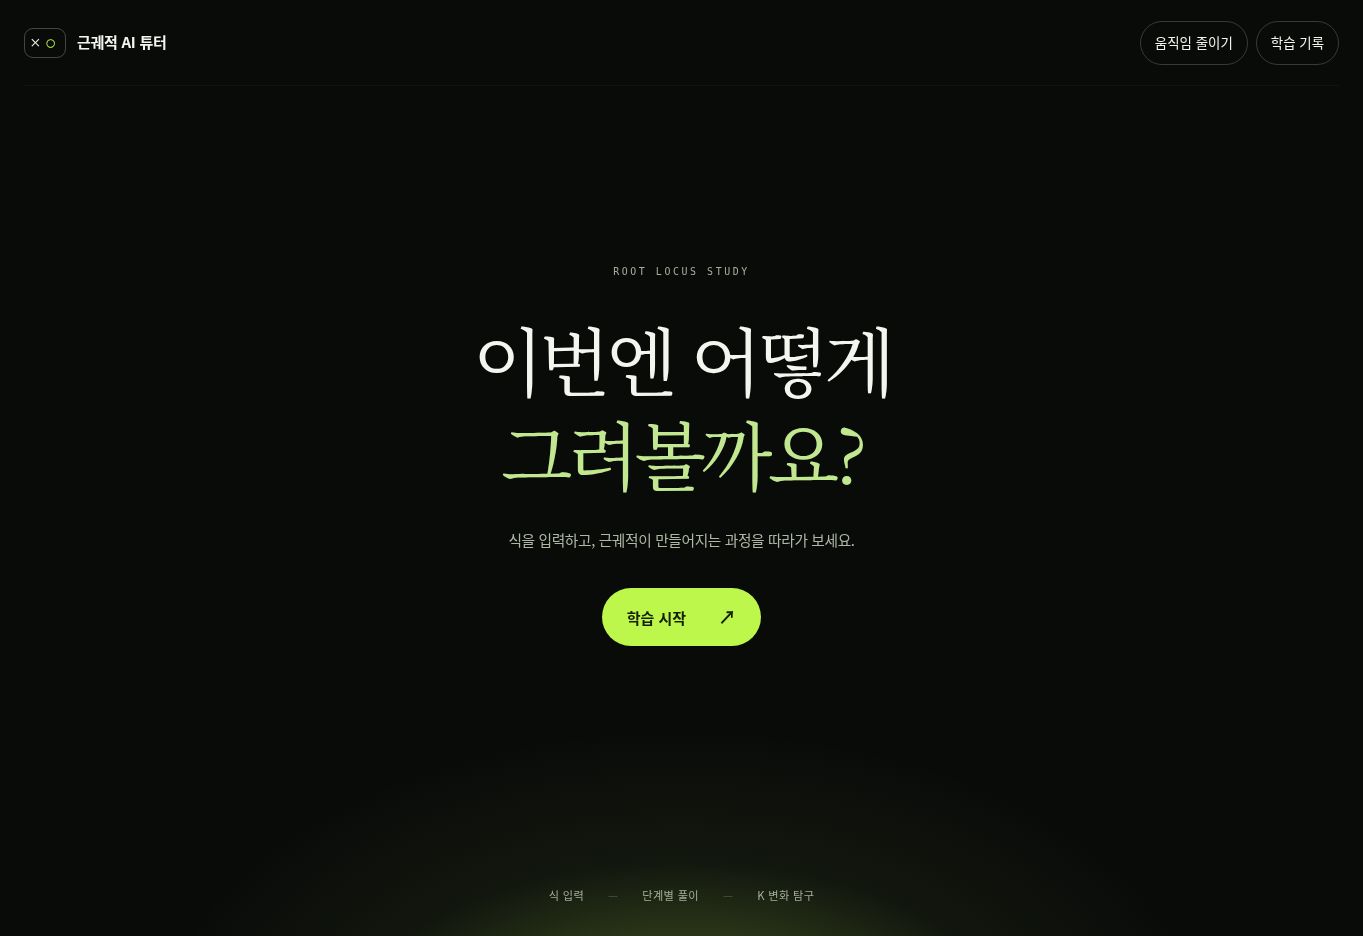 ×○ 근궤적 AI 튜터
움직임 줄이기 학습 기록
ROOT LOCUS STUDY
이번엔 어떻게
그려볼까요?
식을 입력하고, 근궤적이 만들어지는 과정을 따라가 보세요.
학습 시작 ↗
식 입력 — 단계별 풀이 — K 변화 탐구